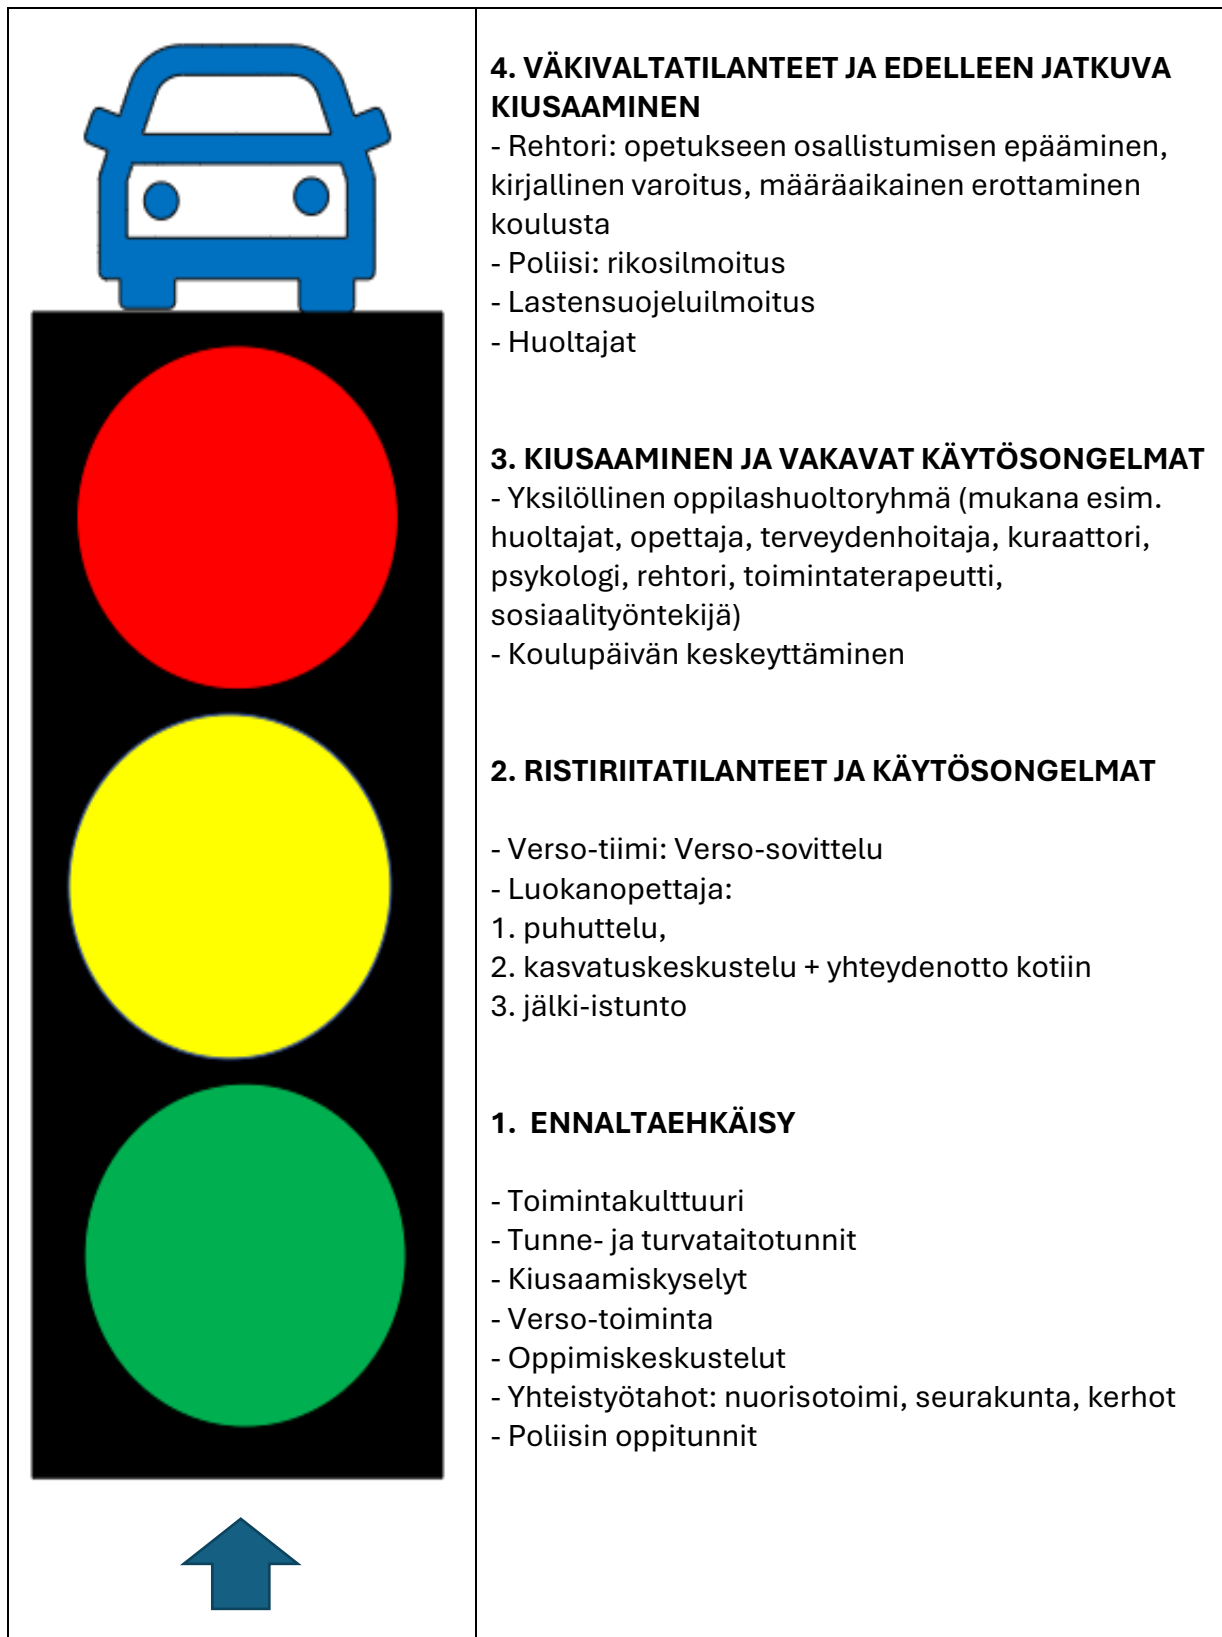 4. VÄKIVALTATILANTEET JA EDELLEEN JATKUVA
KIUSAAMINEN
- Rehtori: opetukseen osallistumisen epääminen,
kirjallinen varoitus, määräaikainen erottaminen
koulusta
- Poliisi: rikosilmoitus
- Lastensuojeluilmoitus
- Huoltajat
3. KIUSAAMINEN JA VAKAVAT KÄYTÖSONGELMAT
- Yksilöllinen oppilashuoltoryhmä (mukana esim.
huoltajat, opettaja, terveydenhoitaja, kuraattori,
psykologi, rehtori, toimintaterapeutti,
sosiaalityöntekijä)
- Koulupäivän keskeyttäminen
2. RISTIRIITATILANTEET JA KÄYTÖSONGELMAT
- Verso-tiimi: Verso-sovittelu
- Luokanopettaja:
1. puhuttelu,
2. kasvatuskeskustelu + yhteydenotto kotiin
3. jälki-istunto
1. ENNALTAEHKÄISY
- Toimintakulttuuri
- Tunne- ja turvataitotunnit
- Kiusaamiskyselyt
- Verso-toiminta
- Oppimiskeskustelut
- Yhteistyötahot: nuorisotoimi, seurakunta, kerhot
- Poliisin oppitunnit